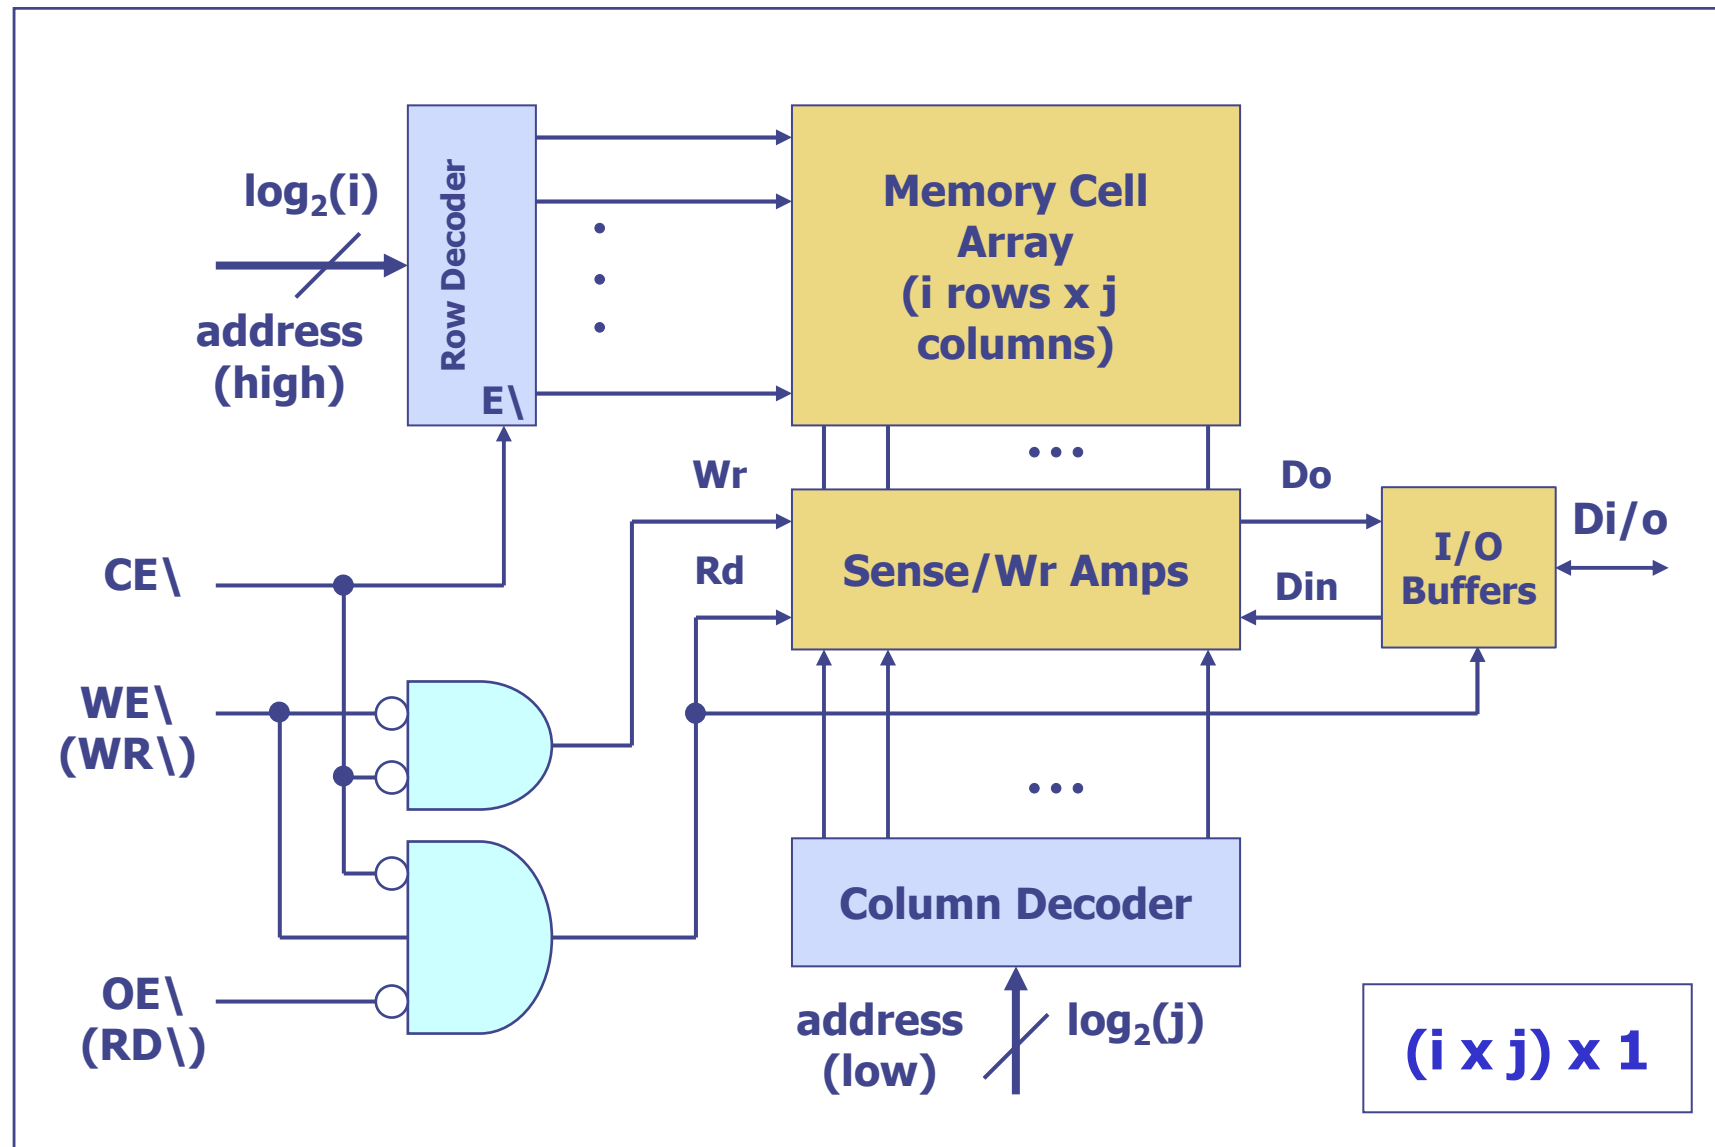 log₂(i)
address
(high)
Row Decoder
E\
Memory Cell
Array
(i rows x j
columns)
Wr
Rd
Sense/Wr Amps
Do
Din
I/O
Buffers
Di/o
CE\
WE\
(WR\)
OE\
(RD\)
Column Decoder
address
(low)
log₂(j)
(i x j) x 1